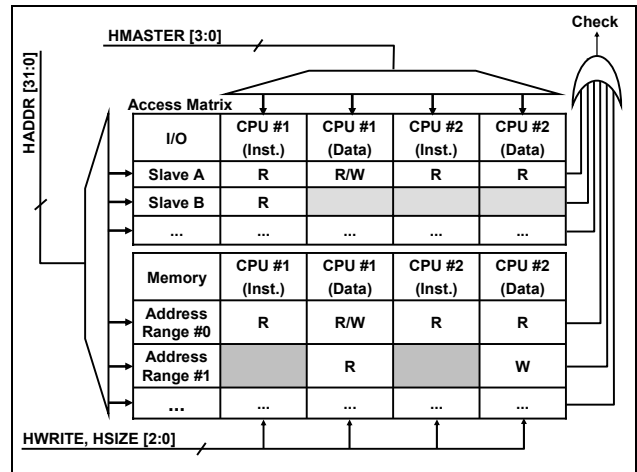 Check
HMASTER [3:0]
HADDR [31:0]
Access Matrix
I/O
CPU #1 (Inst.)
CPU #1 (Data)
CPU #2 (Inst.)
CPU #2 (Data)
Slave A R R/W R R
Slave B R
... ... ... ... ...
Memory
CPU #1 (Inst.)
CPU #1 (Data)
CPU #2 (Inst.)
CPU #2 (Data)
Address
Range #0 R R/W R R
Address
Range #1 R W
... ... ... ... ...
HWRITE, HSIZE [2:0]